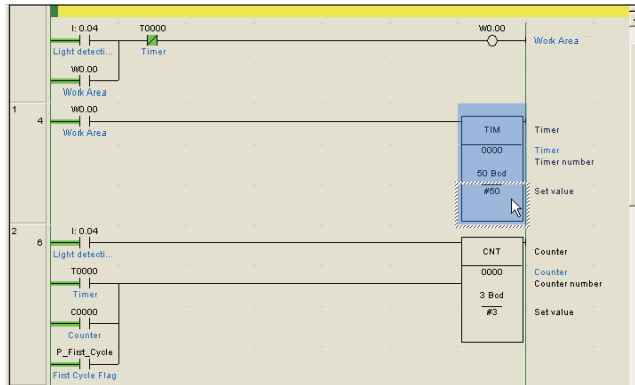 I: 0.04 T0000 W0.00
Light detecti... Timer Work Area
W0.00
Work Area
1
4 W0.00
Work Area TIM Timer
0000 Timer
Timer number
50 Bcd
#50 Set value
2
6 I: 0.04
Light detecti... CNT Counter
T0000 0000 Counter
Timer Counter number
3 Bcd
C0000 #3 Set value
Counter
P_First_Cycle
First Cycle Flag